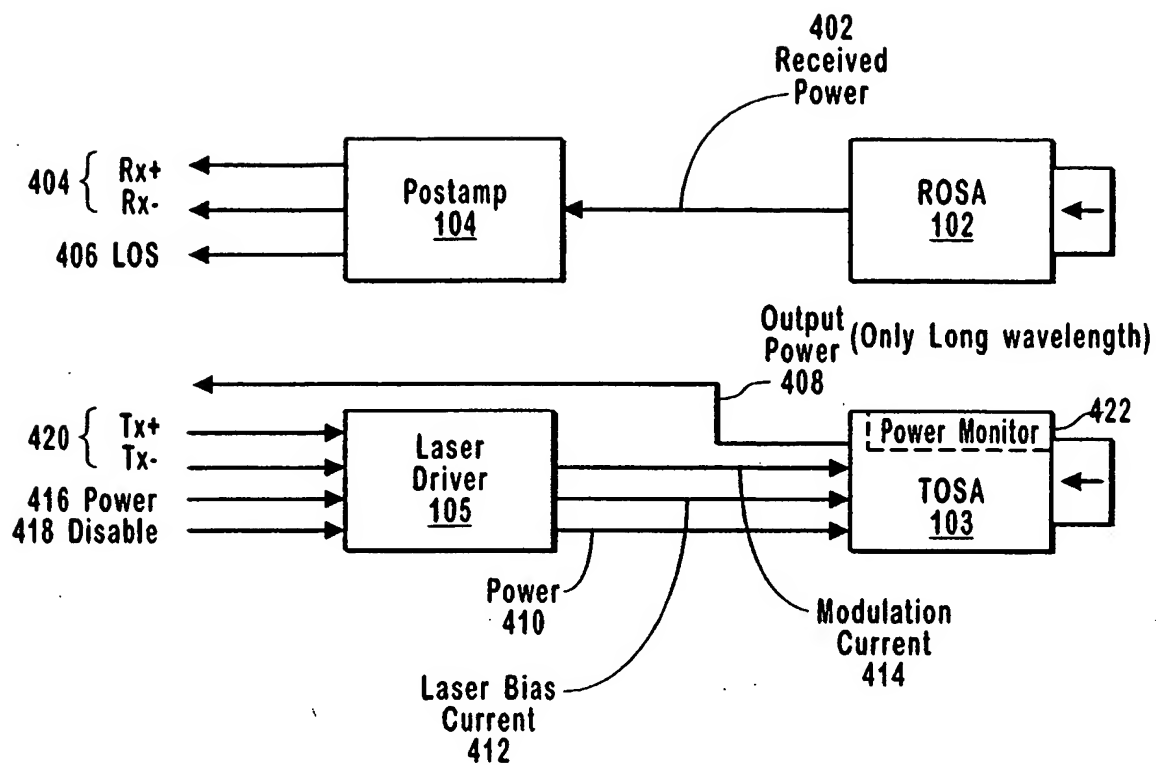 402
Received
Power
404 { Rx+
Rx-
406 LOS
Postamp
104
ROSA
102
Output
Power
408
(Only Long wavelength)
420 { Tx+
Tx-
416 Power
418 Disable
Laser
Driver
105
Power Monitor
422
TOSA
103
Power
410
Modulation
Current
414
Laser Bias
Current
412